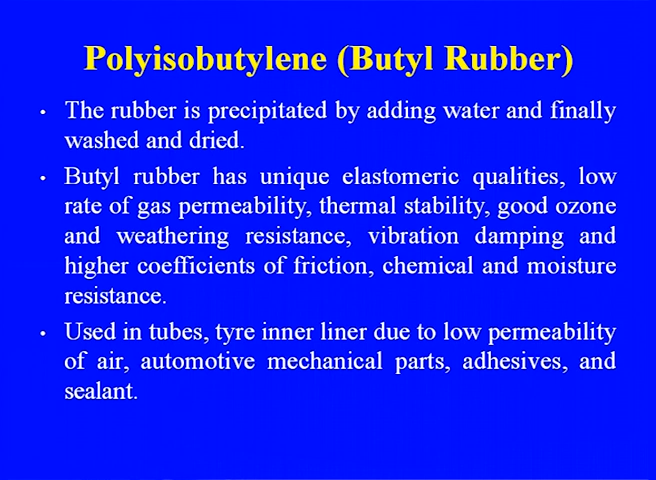 Polyisobutylene (Butyl Rubber)
• The rubber is precipitated by adding water and finally
washed and dried.
• Butyl rubber has unique elastomeric qualities, low
rate of gas permeability, thermal stability, good ozone
and weathering resistance, vibration damping and
higher coefficients of friction, chemical and moisture
resistance.
• Used in tubes, tyre inner liner due to low permeability
of air, automotive mechanical parts, adhesives, and
sealant.